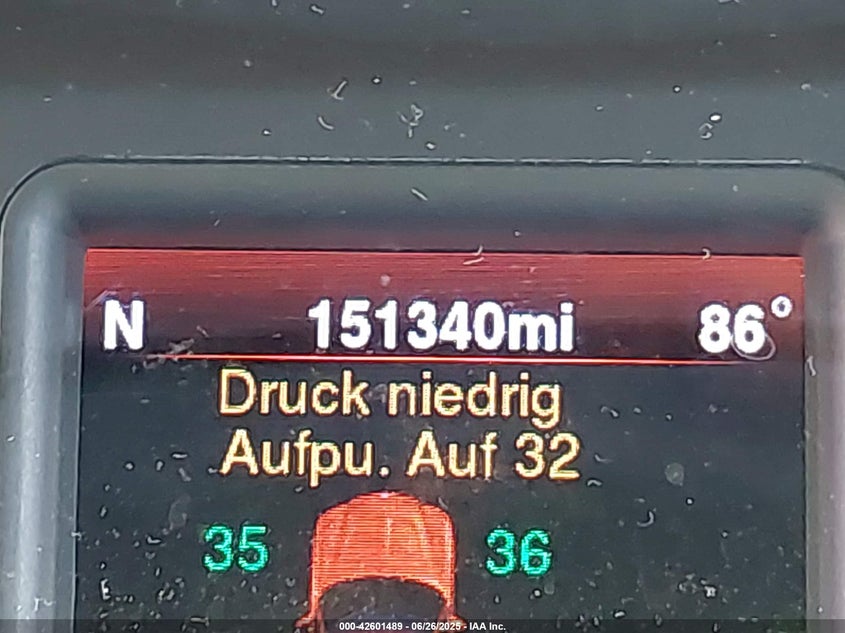 N 151340mi 86°
Druck niedrig
Aufpu. Auf 32
35 36
000-42601489 - 06/26/2025 - IAA Inc.